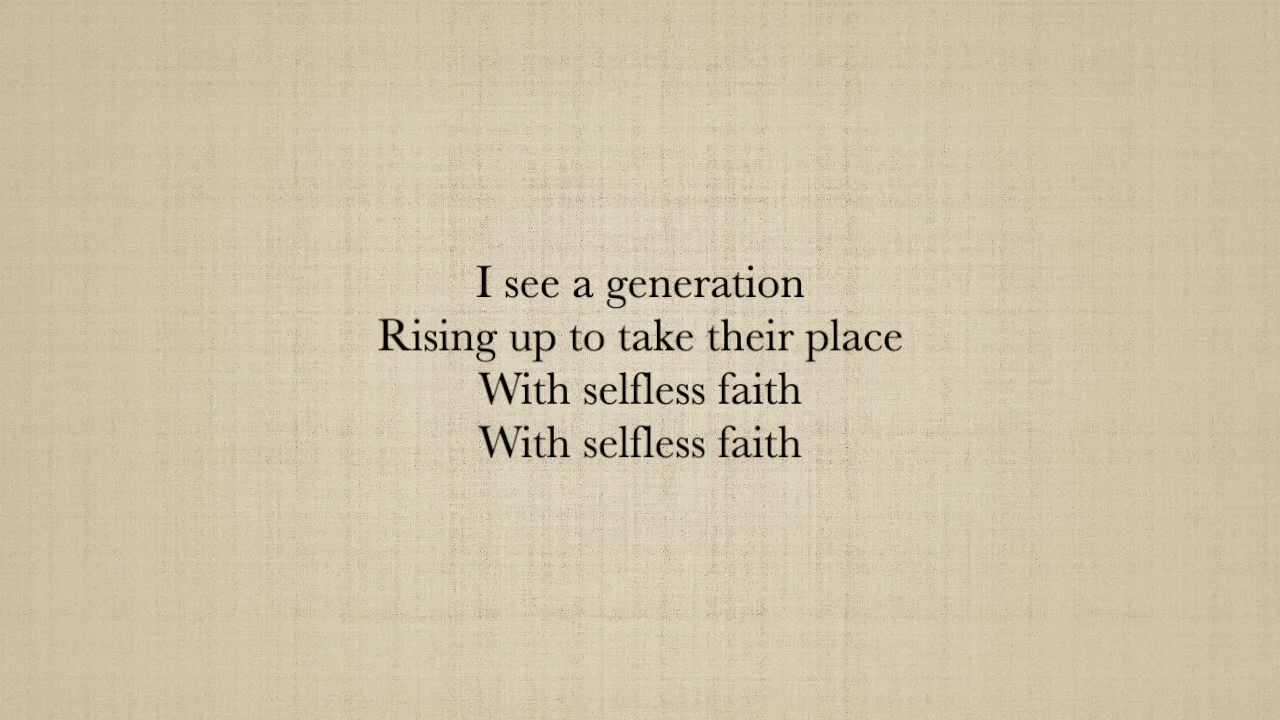 I see a generation
Rising up to take their place
With selfless faith
With selfless faith